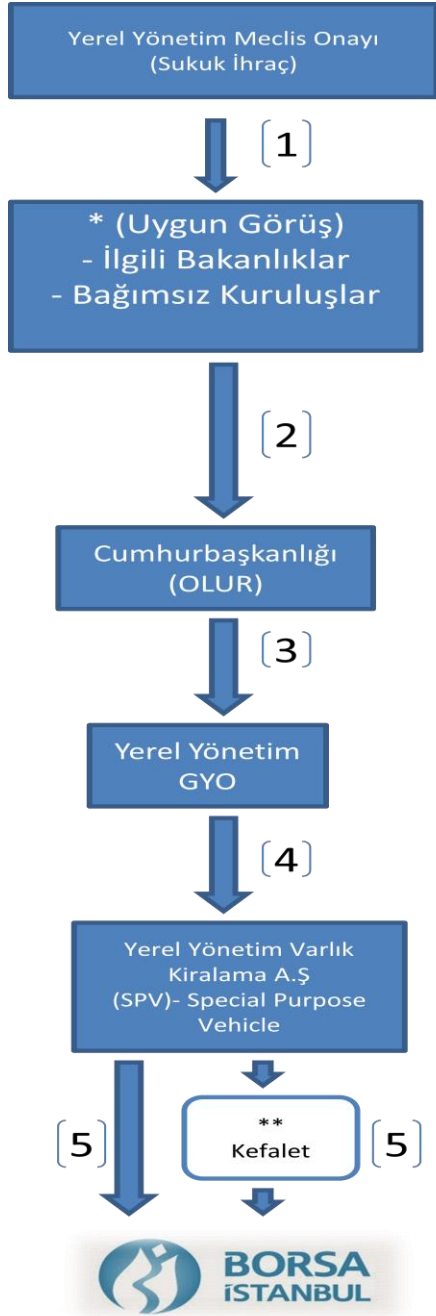 Yerel Yönetim Meclis Onayı
(Sukuk İhraç)
[1]
* (Uygun Görüş)
- İlgili Bakanlıklar
- Bağımsız Kuruluşlar
[2]
Cumhurbaşkanlığı
(OLUR)
[3]
Yerel Yönetim
GYO
[4]
Yerel Yönetim Varlık
Kiralama A.Ş
(SPV)- Special Purpose
Vehicle
[5]
**
Kefalet
[5]
BORSA
İSTANBUL